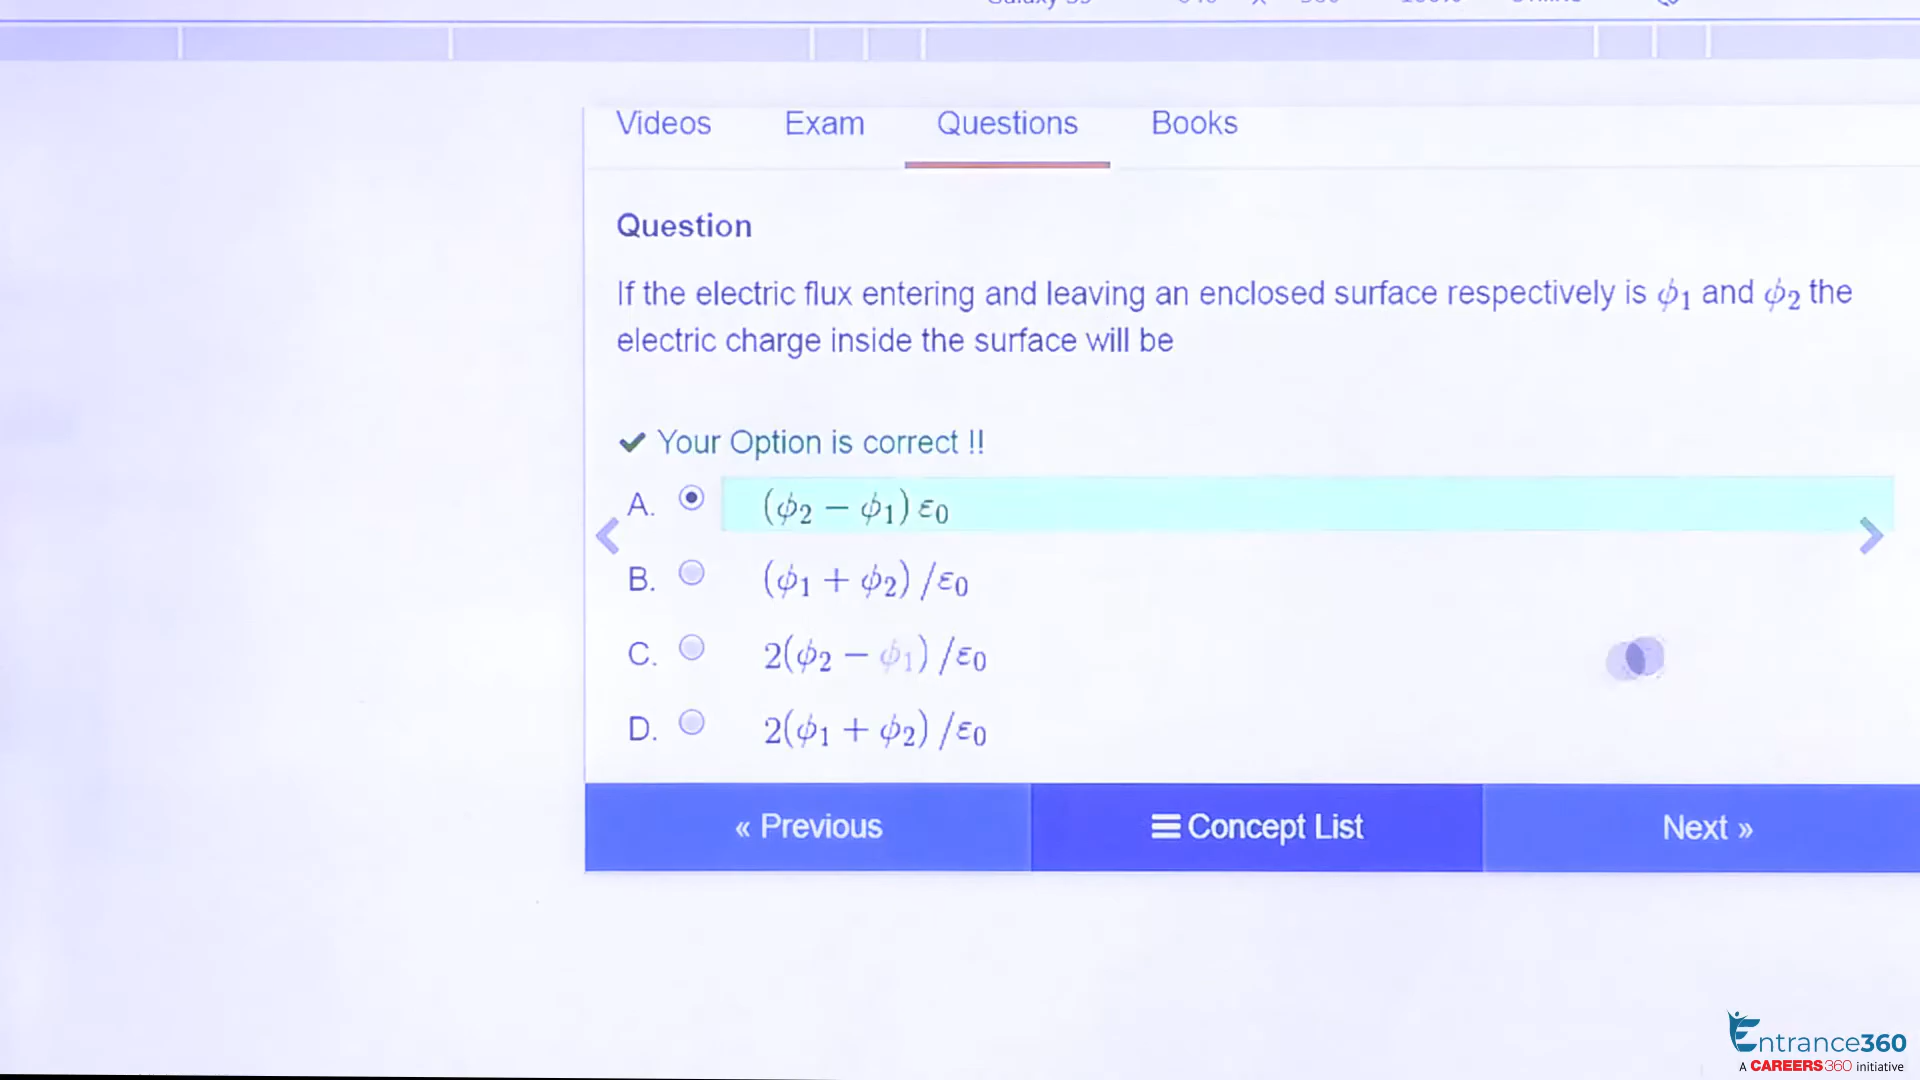 Videos Exam Questions Books
Question
If the electric flux entering and leaving an enclosed surface respectively is ϕ₁ and ϕ₂ the
electric charge inside the surface will be
✔ Your Option is correct !!
A. (ϕ₂ − ϕ₁) ε₀
B. (ϕ₁ + ϕ₂) /ε₀
C. 2(ϕ₂ − ϕ₁) /ε₀
D. 2(ϕ₁ + ϕ₂) /ε₀
« Previous ☰ Concept List Next »
Entrance360
A CAREERS360 initiative